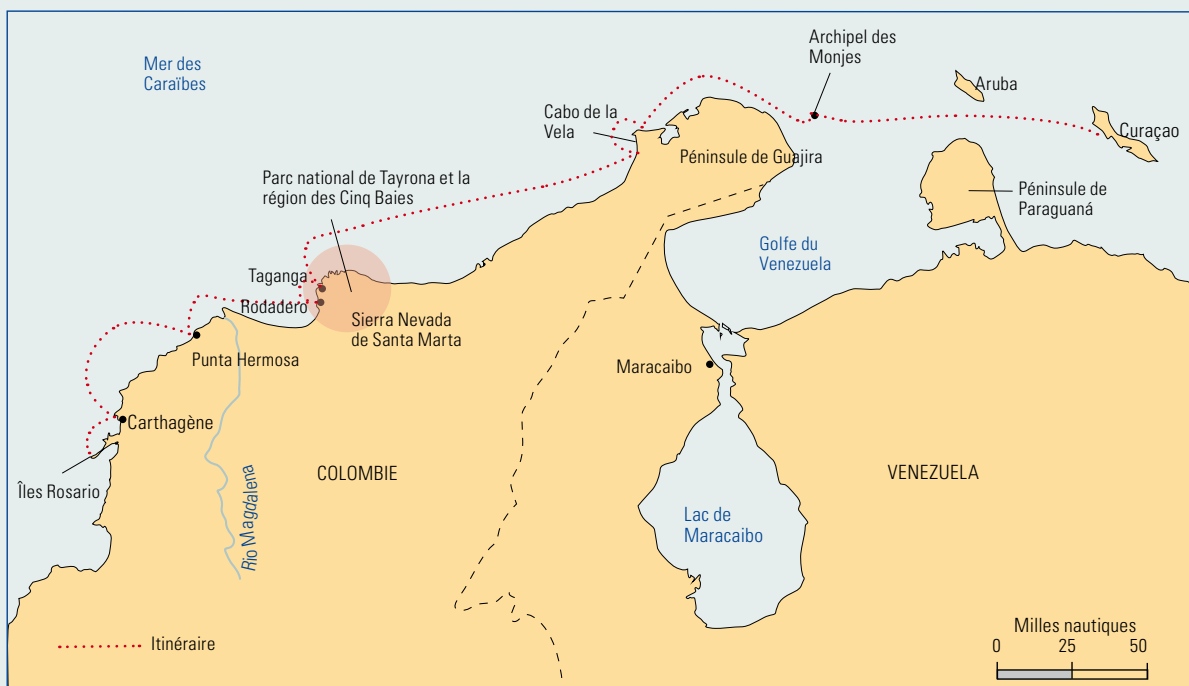 Archipel des
Monjes
Mer des
Caraïbes
Aruba
Cabo de la
Vela
Curaçao
Péninsule de Guajira
Parc national de Tayrona et la
région des Cinq Baies
Péninsule de
Paraguaná
Golfe du
Venezuela
Taganga
Rodadero
Sierra Nevada
de Santa Marta
Punta Hermosa
Maracaibo
Carthagène
COLOMBIE
VENEZUELA
Îles Rosario
Rio Magdalena
Lac de
Maracaibo
Itinéraire
Milles nautiques
0 25 50